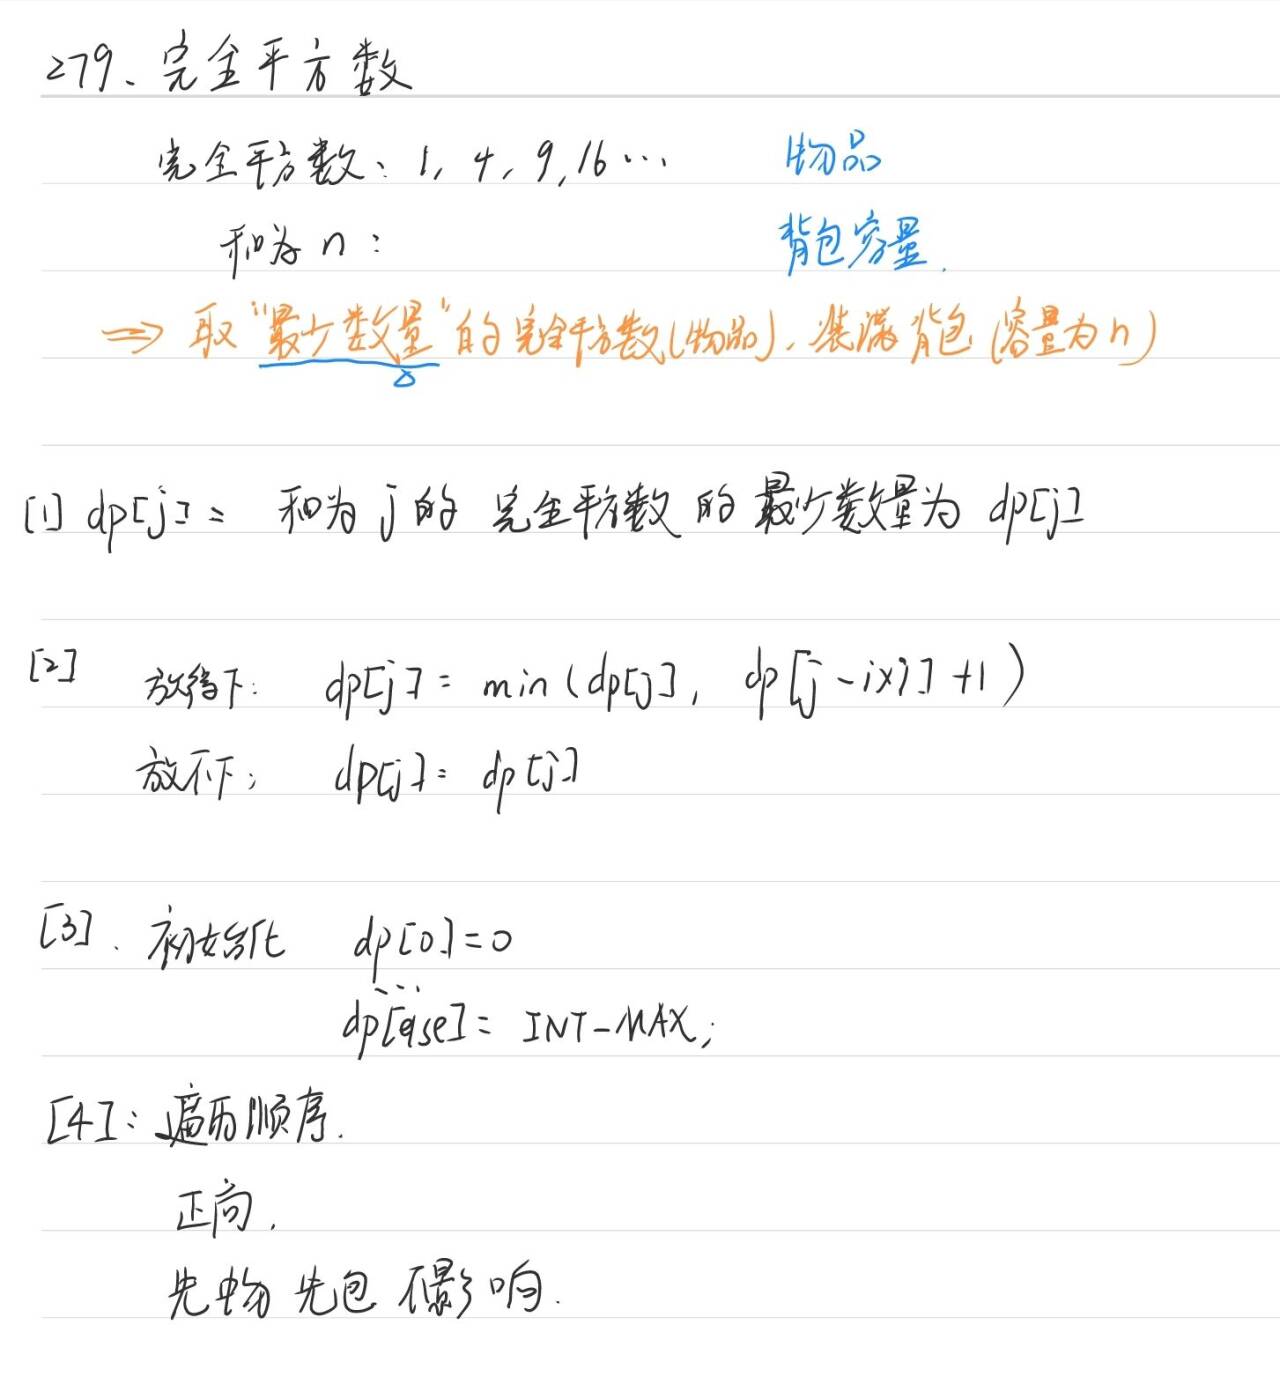 279、完全平方数
完全平方数：1, 4, 9, 16 ... 物品
和为 n： 背包容量.
⇒ 取“最少数量”的完全平方数(物品)、装满背包(容量为n)
[1] dp[j]： 和为 j 的 完全平方数 的 最少数量为 dp[j]
[2] 放得下： dp[j] = min (dp[j], dp[j - i×i] +1 )
放不下； dp[j] = dp[j]
[3]. 初始化 dp[0] = 0
...
dp[else] = INT-MAX;
[4]：遍历顺序.
正向.
先物 先包 不影响.